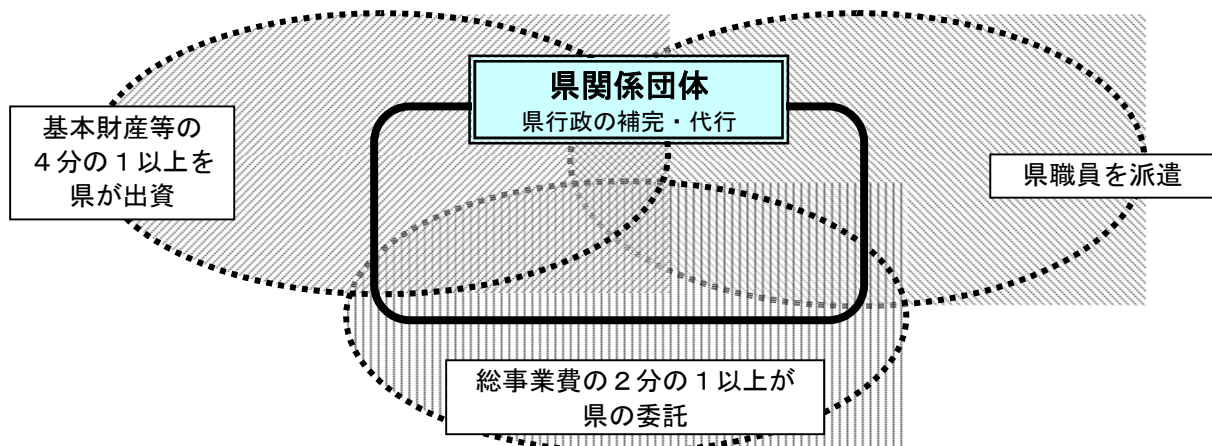 県関係団体
県行政の補完・代行
基本財産等の
４分の１以上を
県が出資
県職員を派遣
総事業費の２分の１以上が
県の委託